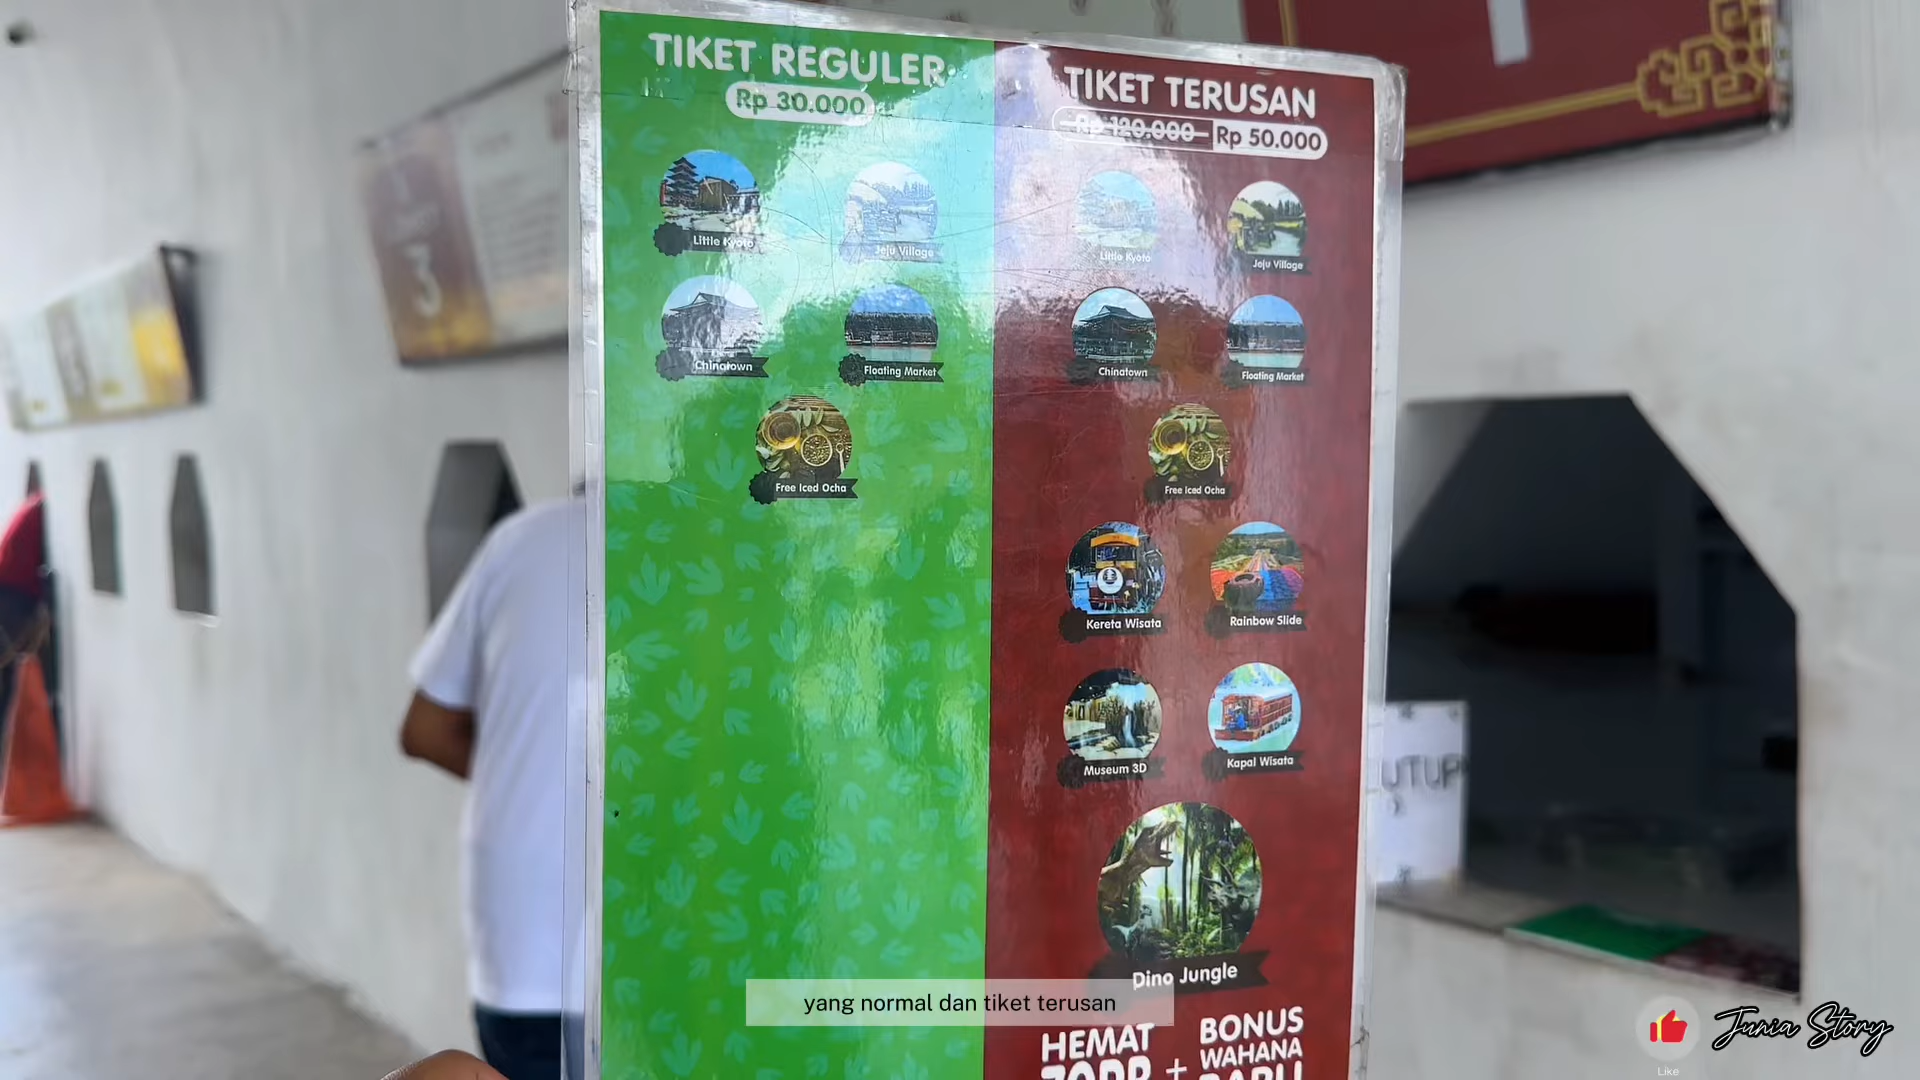 TIKET REGULER
Rp 30.000
Little Kyoto
Jeju Village
Chinatown
Floating Market
Free Iced Ocha
TIKET TERUSAN
Rp 120.000 Rp 50.000
Little Kyoto
Jeju Village
Chinatown
Floating Market
Free Iced Ocha
Kereta Wisata
Rainbow Slide
Museum 3D
Kapal Wisata
Dino Jungle
HEMAT
+
BONUS
WAHANA
3
UTUP
yang normal dan tiket terusan
Junia Story
Like